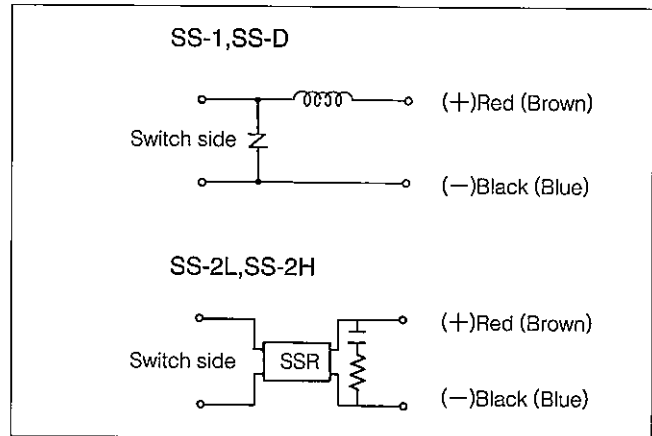 SS-1,SS-D
(+)Red (Brown)
Switch side
(−)Black (Blue)
SS-2L,SS-2H
(+)Red (Brown)
Switch side
SSR
(−)Black (Blue)